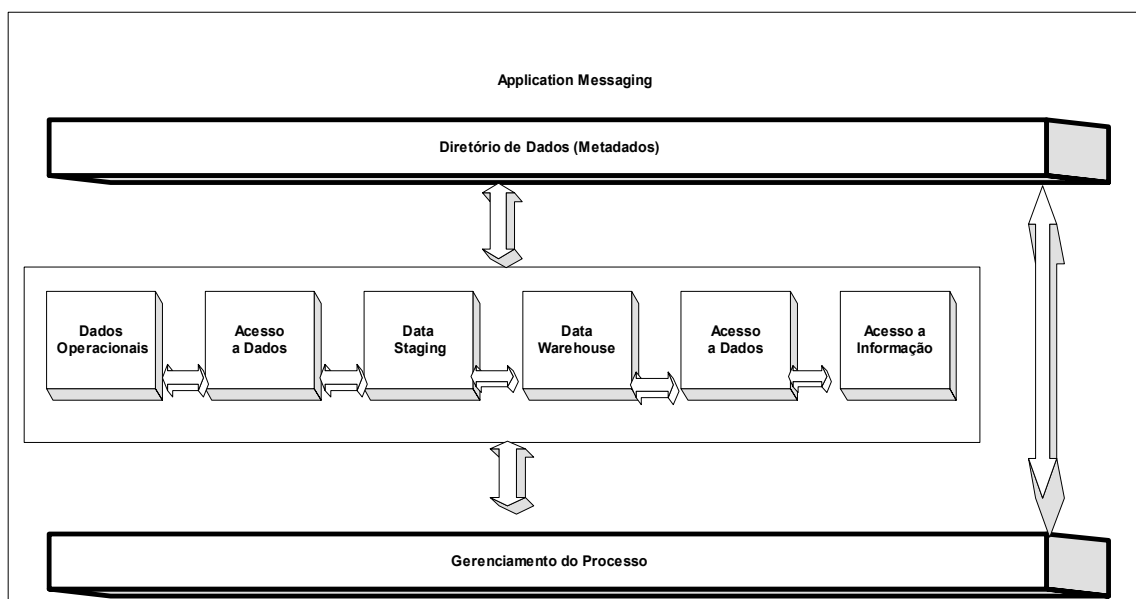 Application Messaging
Diretório de Dados (Metadados)
Dados
Operacionais
Acesso
a Dados
Data
Staging
Data
Warehouse
Acesso
a Dados
Acesso a
Informação
Gerenciamento do Processo